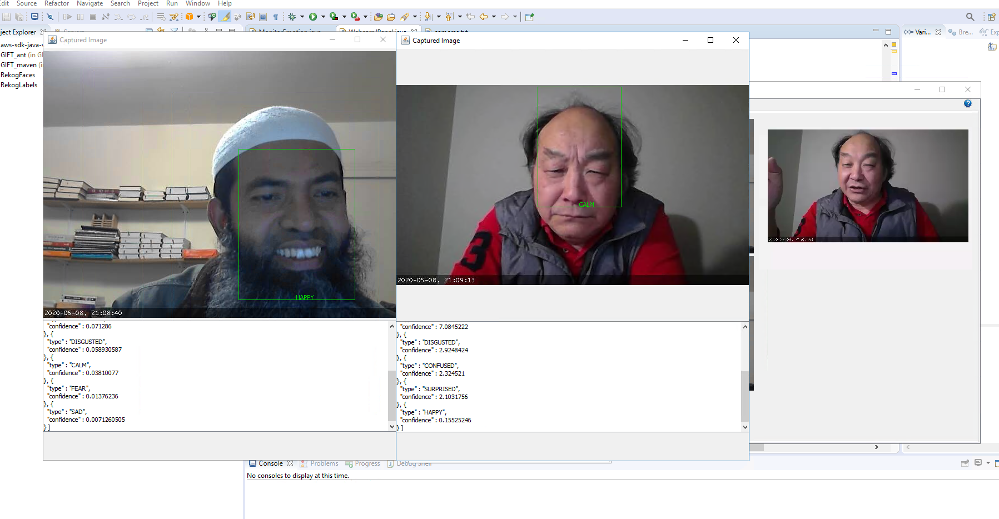 Edit Source Refactor Navigate Search Project Run Window Help
ject Explorer
WebcamIPanel.java
(x)= Vari...
Bre...
Exp
aws-sdk-java-v
GIFT_ant (in GI
GIFT_maven (i
RekogFaces
RekogLabels
Captured Image
HAPPY
2020-05-08, 21:08:40
"confidence" : 0.071286
}, {
"type" : "DISGUSTED",
"confidence" : 0.058930587
}, {
"type" : "CALM",
"confidence" : 0.03810077
}, {
"type" : "FEAR",
"confidence" : 0.01376236
}, {
"type" : "SAD",
"confidence" : 0.0071260505
} ]
Captured Image
3
CALM
2020-05-08, 21:09:13
"confidence" : 7.0845222
}, {
"type" : "DISGUSTED",
"confidence" : 2.9248424
}, {
"type" : "CONFUSED",
"confidence" : 2.324521
}, {
"type" : "SURPRISED",
"confidence" : 2.1031756
}, {
"type" : "HAPPY",
"confidence" : 0.15525246
} ]
Console
Problems
Progress
Debug Shell
No consoles to display at this time.